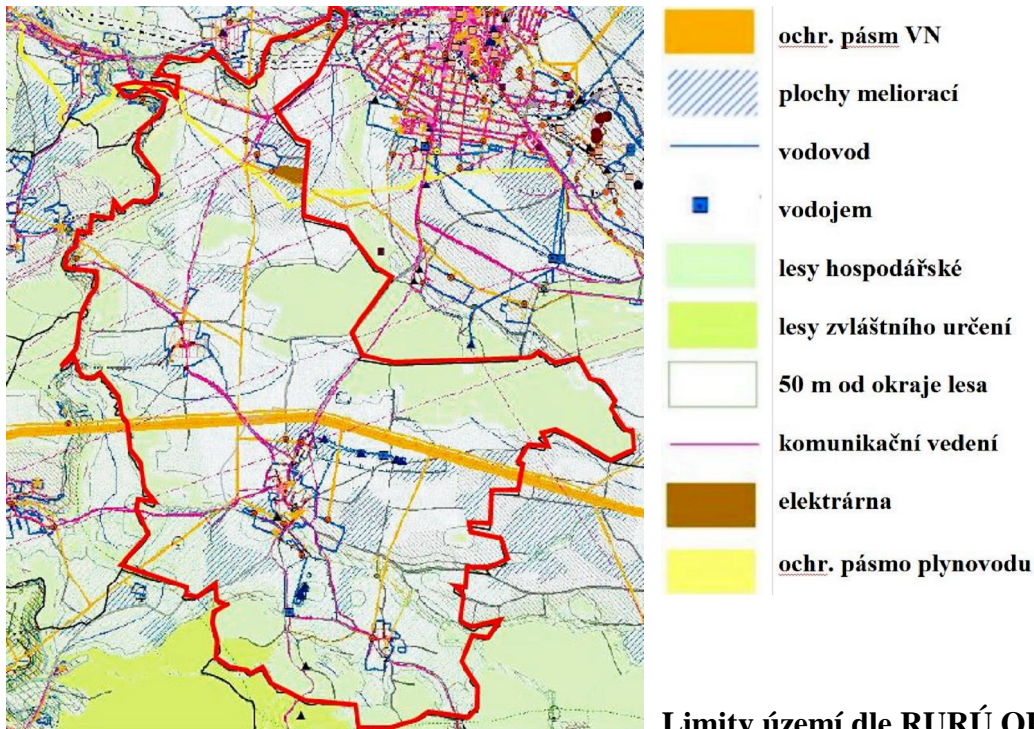 ochr. pásm VN
plochy meliorací
vodovod
vodojem
lesy hospodářské
lesy zvláštního určení
50 m od okraje lesa
komunikační vedení
elektrárna
ochr. pásmo plynovodu
Limity území dle RURÚ